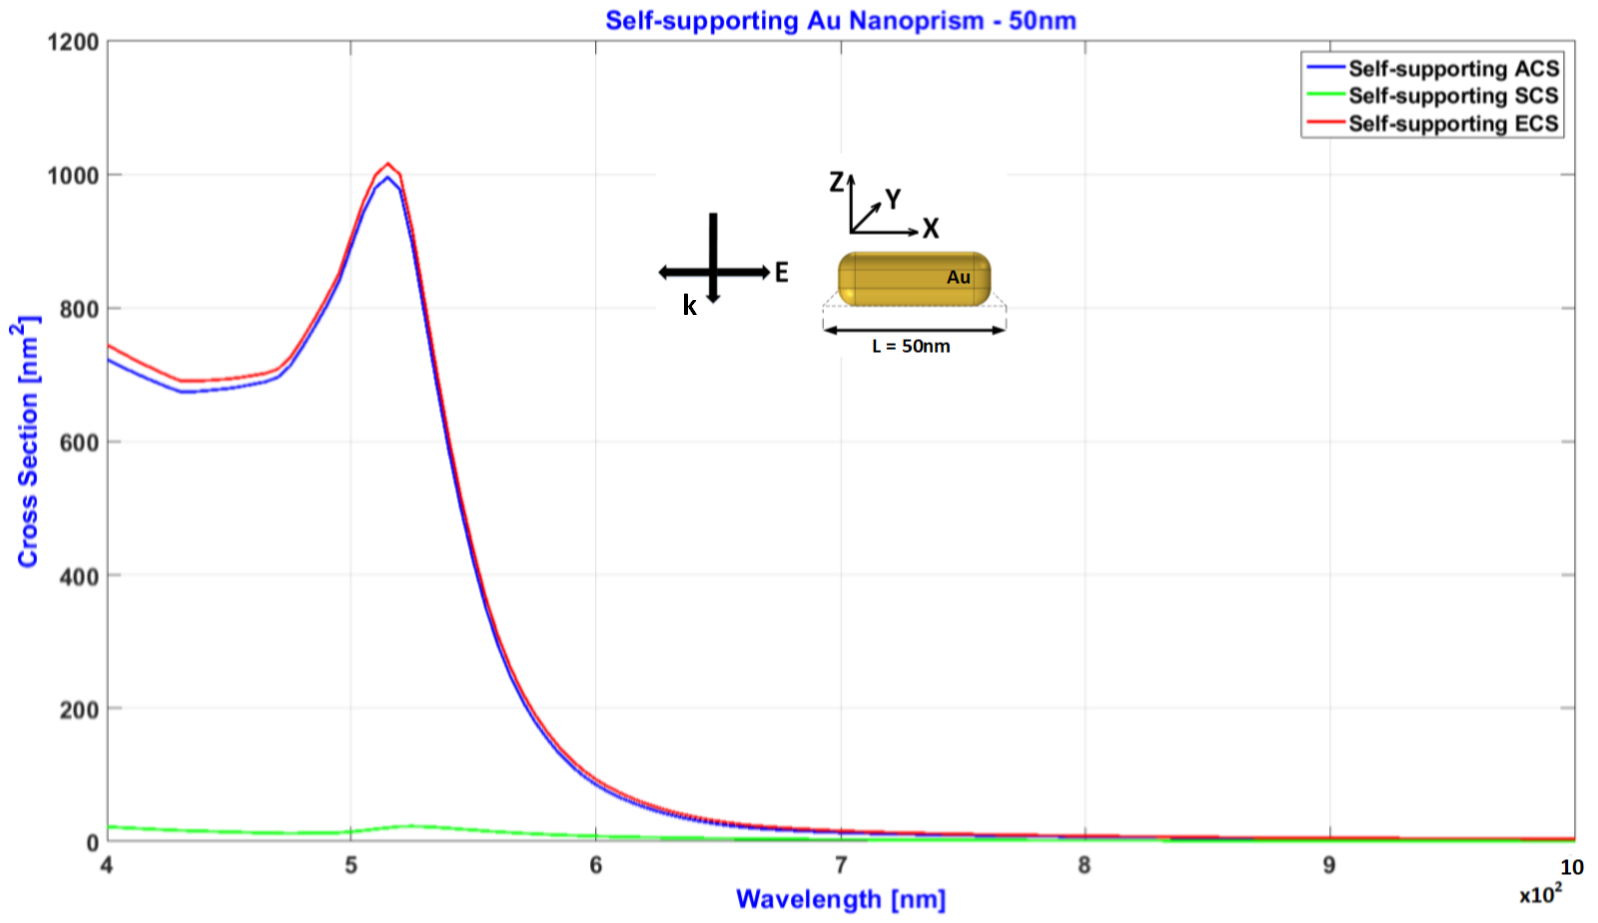 Self-supporting Au Nanoprism - 50nm
Self-supporting ACS
Self-supporting SCS
Self-supporting ECS
1200
1000
800
600
400
200
0
Cross Section [nm²]
Z
Y
X
E
k
Au
L = 50nm
4 5 6 7 8 9 10
x10²
Wavelength [nm]